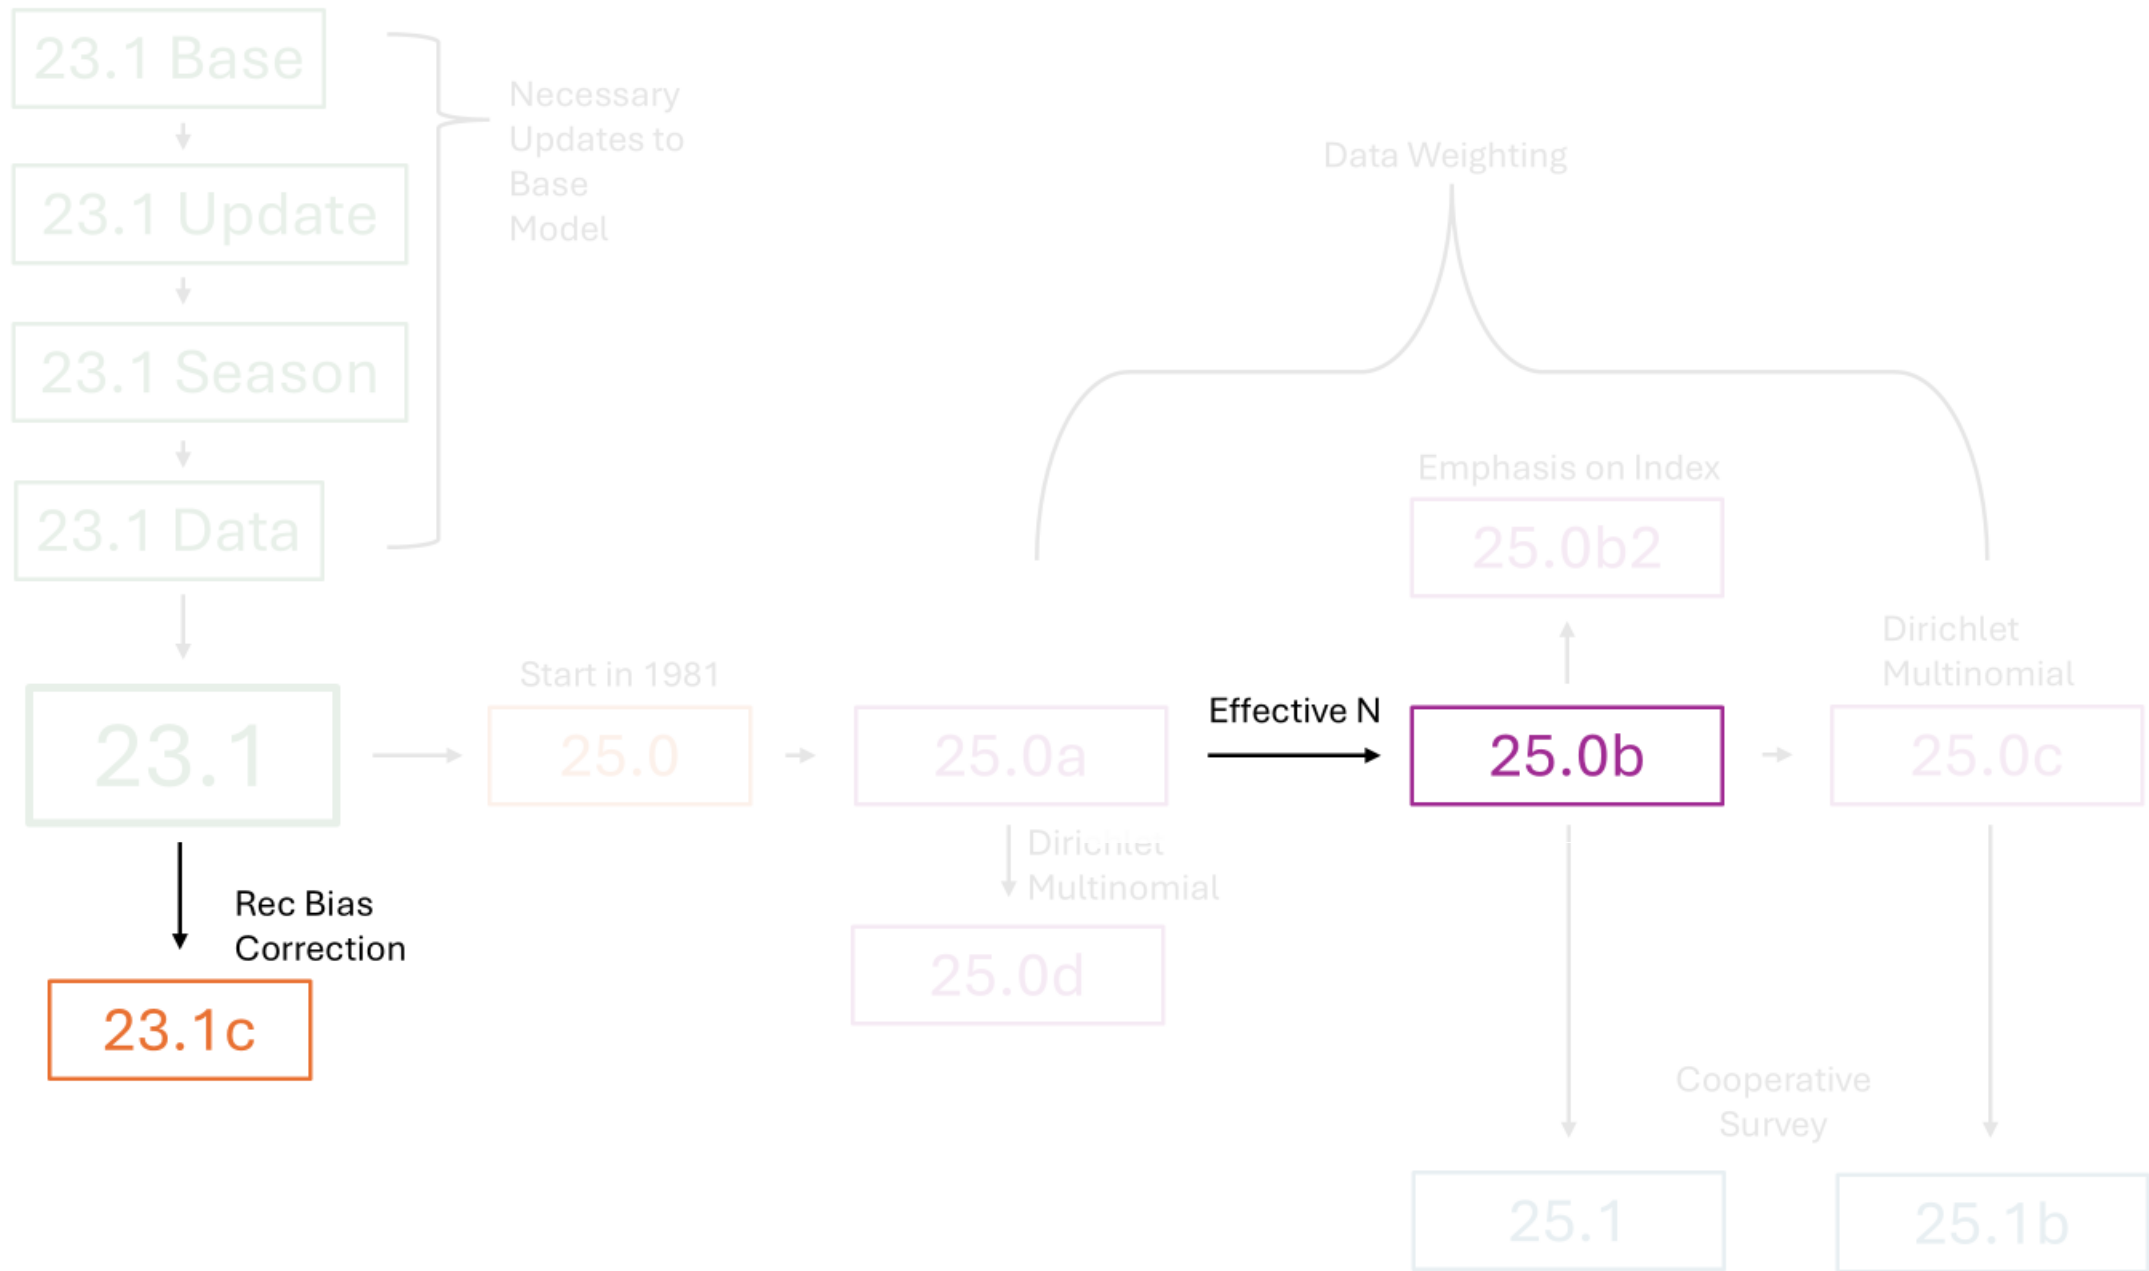 23.1 Base
Necessary
Updates to
Base
Model
23.1 Update
Data Weighting
23.1 Season
Emphasis on Index
23.1 Data
25.0b2
Dirichlet
Multinomial
Start in 1981
Effective N
23.1
25.0
25.0a
25.0b
25.0c
Dirichlet
Multinomial
Rec Bias
Correction
25.0d
23.1c
Cooperative
Survey
25.1
25.1b